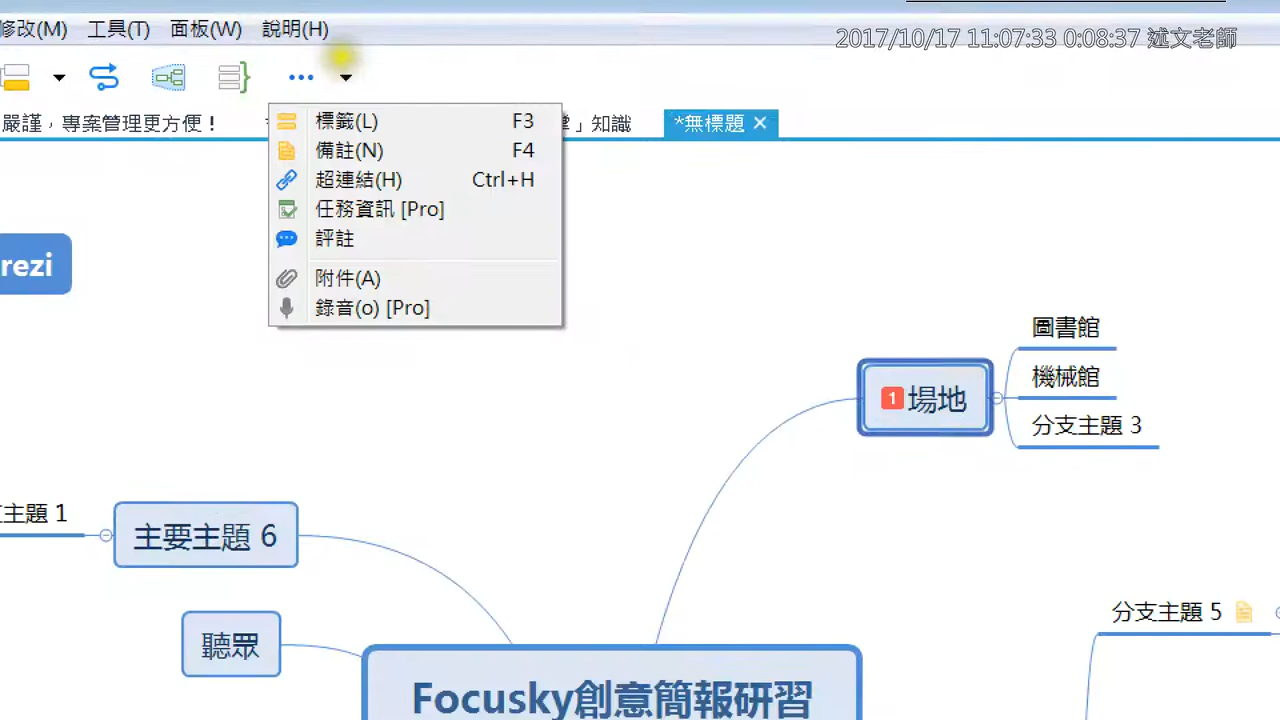 修改(M) 工具(T) 面板(W) 說明(H)
2017/10/17 11:07:33 0:08:37 述文老師
嚴謹，專案管理更方便！
」知識
*無標題
標籤(L) F3
備註(N) F4
超連結(H) Ctrl+H
任務資訊 [Pro]
評註
附件(A)
錄音(o) [Pro]
rezi
圖書館
1 場地
機械館
分支主題 3
主題 1
主要主題 6
聽眾
分支主題 5
Focusky創意簡報研習